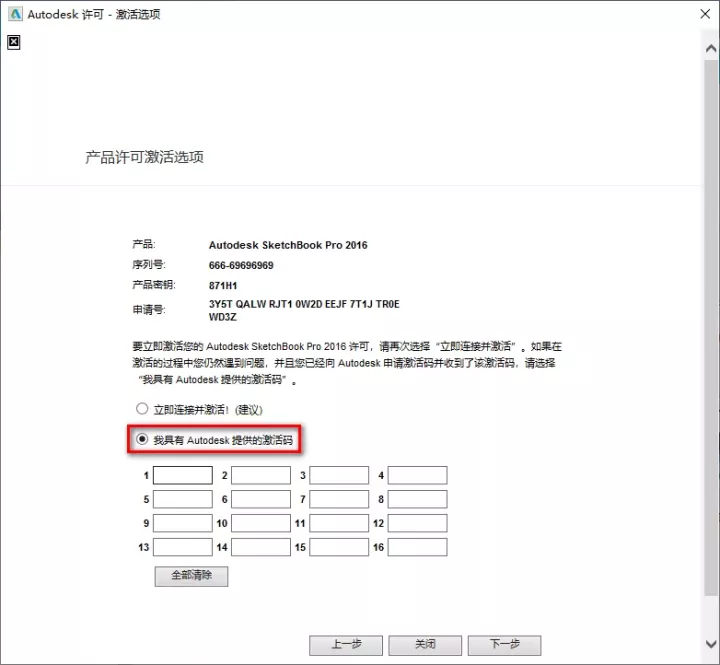 Autodesk 许可 - 激活选项
产品许可激活选项
产品: Autodesk SketchBook Pro 2016
序列号: 666-69696969
产品密钥: 871H1
申请号: 3Y5T QALW RJT1 0W2D EEJF 7T1J TR0E
WD3Z
要立即激活您的 Autodesk SketchBook Pro 2016 许可，请再次选择“立即连接并激活”。如果在
激活的过程中您仍然遇到问题，并且您已经向 Autodesk 申请激活码并收到了该激活码，请选择
“我具有 Autodesk 提供的激活码”。
立即连接并激活! (建议)
我具有 Autodesk 提供的激活码
1 2 3 4
5 6 7 8
9 10 11 12
13 14 15 16
全部清除
上一步 关闭 下一步